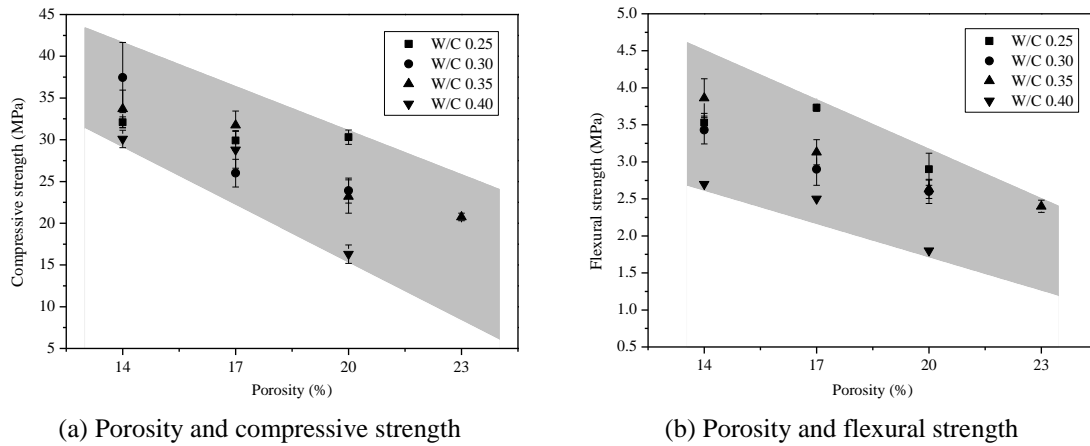 45
40
35
30
25
20
15
10
5
Compressive strength (MPa)
W/C 0.25
W/C 0.30
W/C 0.35
W/C 0.40
14 17 20 23
Porosity (%)
(a) Porosity and compressive strength
5.0
4.5
4.0
3.5
3.0
2.5
2.0
1.5
1.0
0.5
Flexural strength (MPa)
W/C 0.25
W/C 0.30
W/C 0.35
W/C 0.40
14 17 20 23
Porosity (%)
(b) Porosity and flexural strength